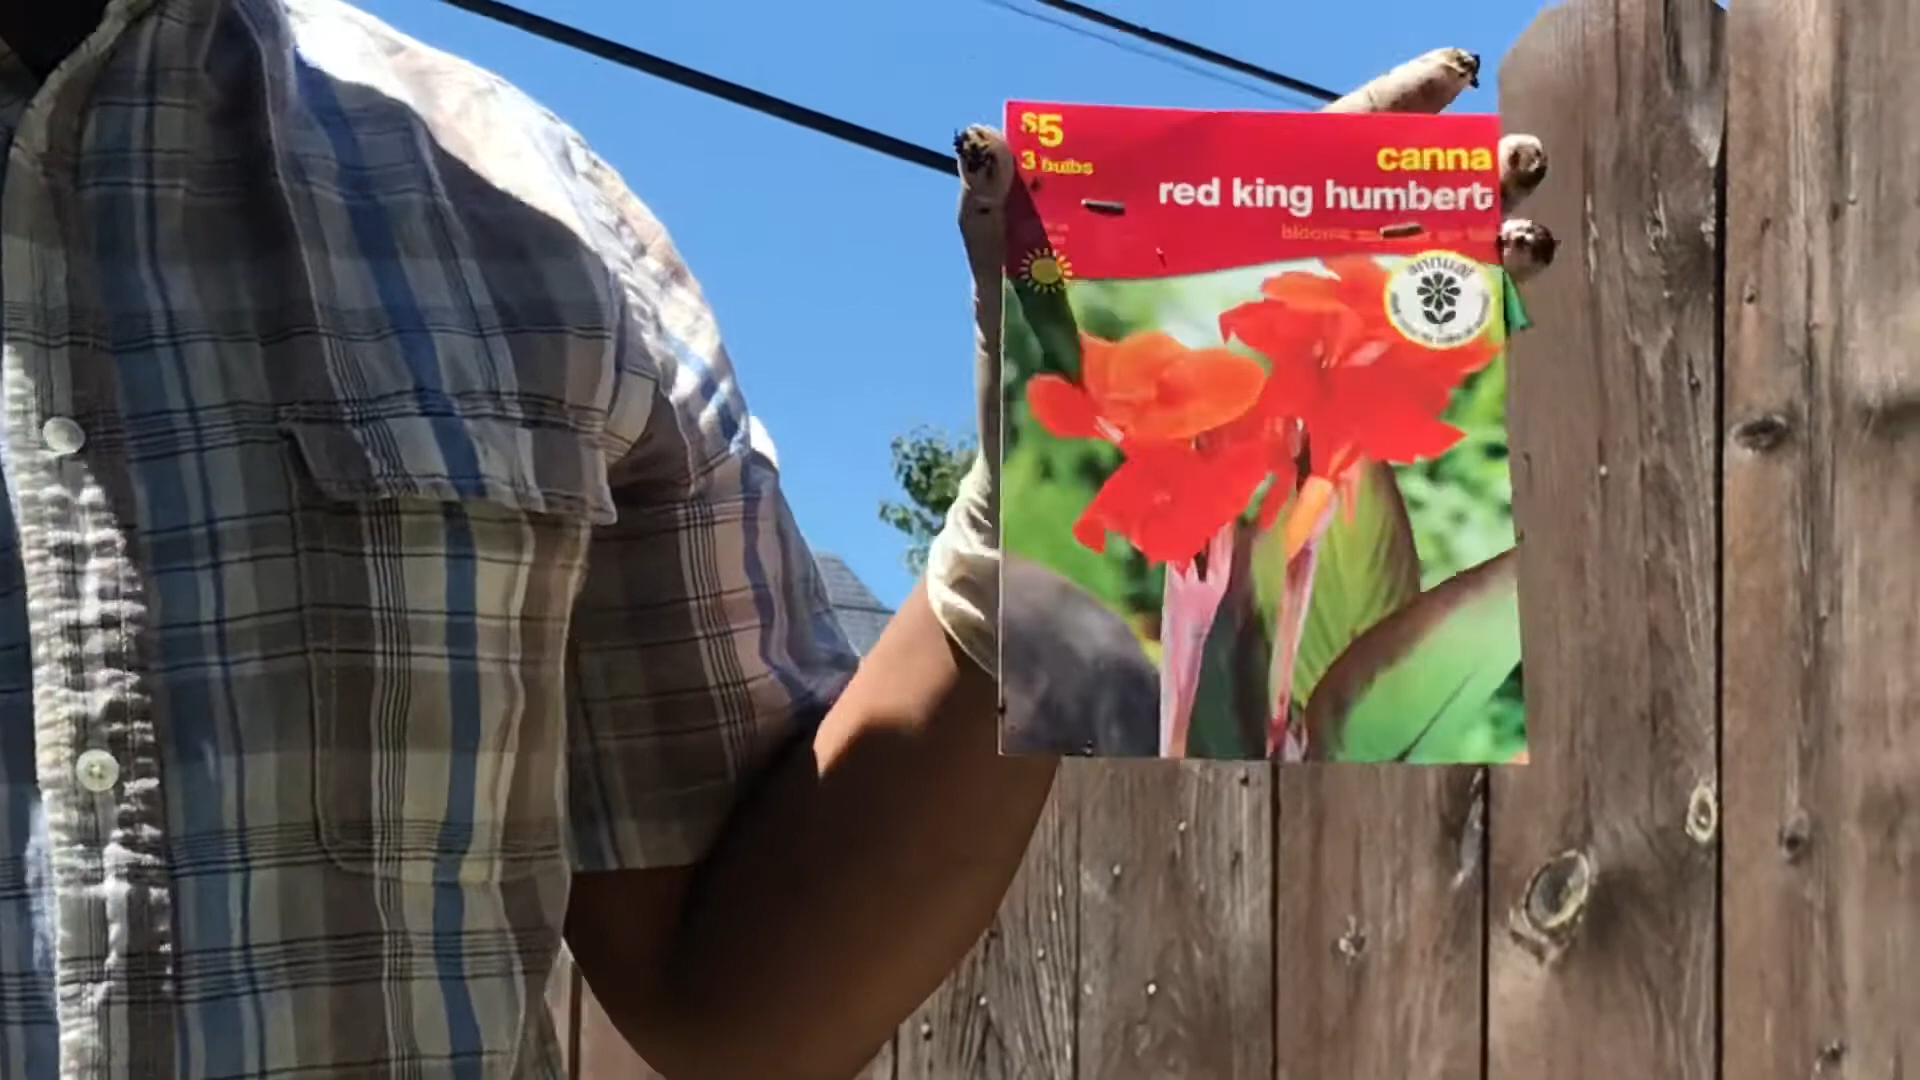 $5
3 bulbs
canna
red king humbert
annual